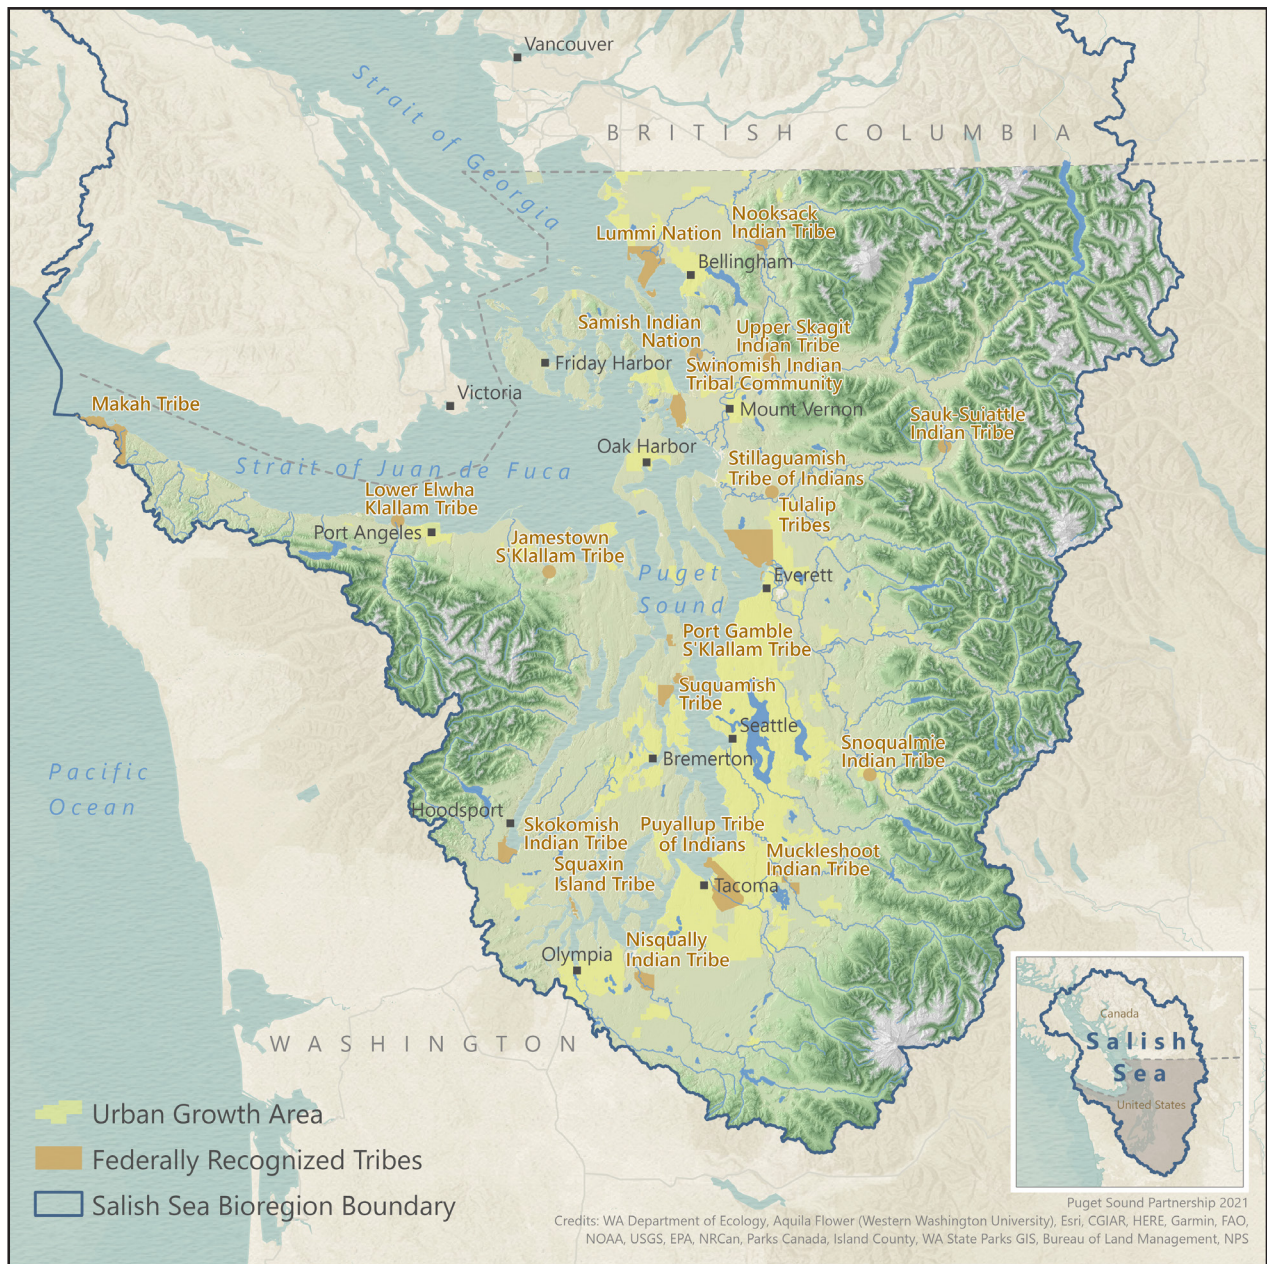 Vancouver
Strait of Georgia
BRITISH COLUMBIA
Nooksack
Indian Tribe
Lummi Nation
Bellingham
Samish Indian
Nation
Upper Skagit
Indian Tribe
Friday Harbor
Swinomish Indian
Tribal Community
Victoria
Makah Tribe
Mount Vernon
Sauk-Suiattle
Indian Tribe
Oak Harbor
Strait of Juan de Fuca
Stillaguamish
Tribe of Indians
Lower Elwha
Klallam Tribe
Tulalip
Tribes
Port Angeles
Jamestown
S'Klallam Tribe
Puget
Sound
Everett
Port Gamble
S'Klallam Tribe
Suquamish
Tribe
Seattle
Snoqualmie
Indian Tribe
Bremerton
Pacific
Ocean
Hoodsport
Skokomish
Indian Tribe
Puyallup Tribe
of Indians
Squaxin
Island Tribe
Muckleshoot
Indian Tribe
Tacoma
Nisqually
Indian Tribe
Olympia
WASHINGTON
Canada
Salish
Sea
United States
Urban Growth Area
Federally Recognized Tribes
Salish Sea Bioregion Boundary
Puget Sound Partnership 2021
Credits: WA Department of Ecology, Aquila Flower (Western Washington University), Esri, CGIAR, HERE, Garmin, FAO,
NOAA, USGS, EPA, NRCan, Parks Canada, Island County, WA State Parks GIS, Bureau of Land Management, NPS